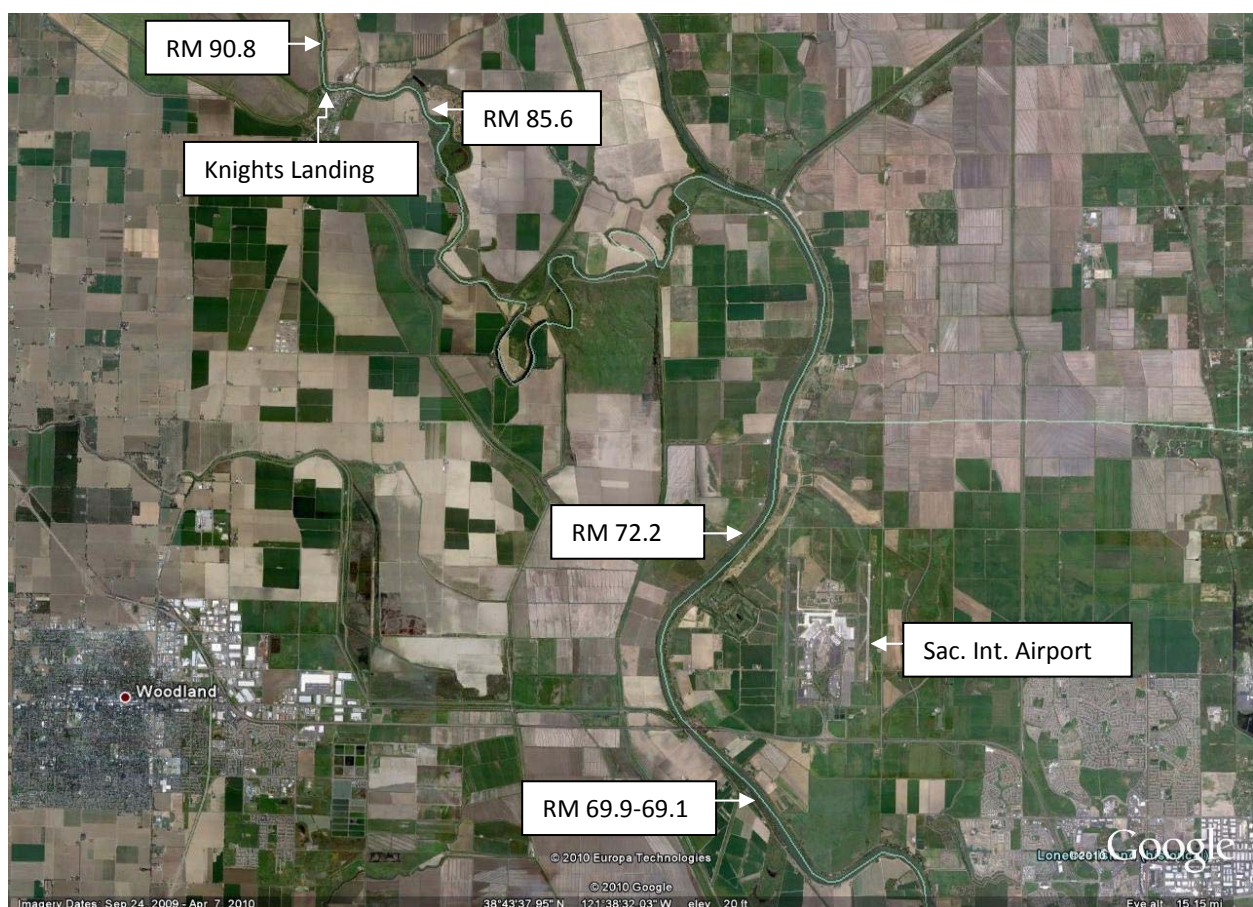 RM 90.8
RM 85.6
Knights Landing
RM 72.2
Sac. Int. Airport
Woodland
RM 69.9-69.1
© 2010 Europa Technologies
© 2010 Google
Google
Imagery Dates Sep 24, 2009 - Apr 7, 2010
38°43'37.95" N 121°38'32.03" W elev 20 ft
Eye alt 15.15 mi